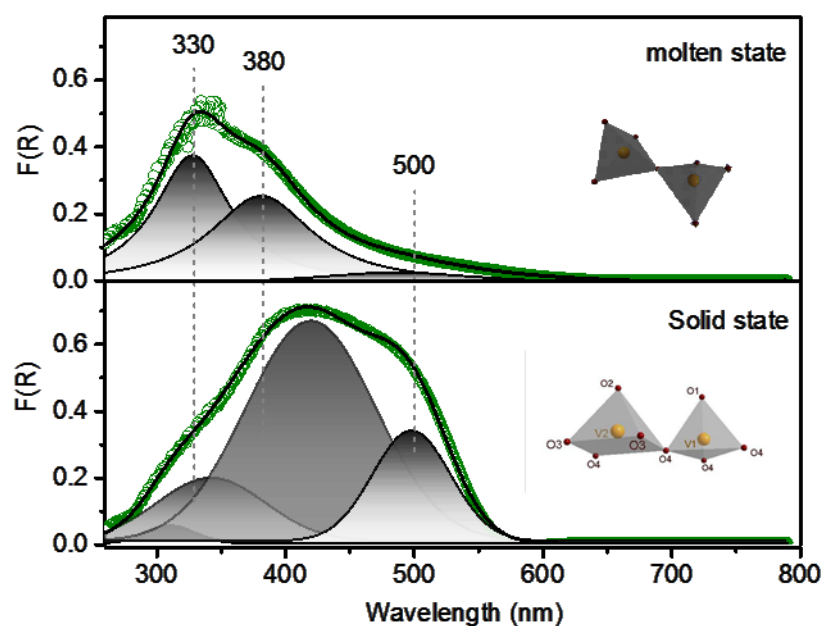 330
380
500
molten state
F(R)
0.6
0.4
0.2
0.0
Solid state
F(R)
0.6
0.4
0.2
0.0
O2
O1
V2
V1
O3
O3
O4
O4
O4
O4
300
400
500
600
700
800
Wavelength (nm)